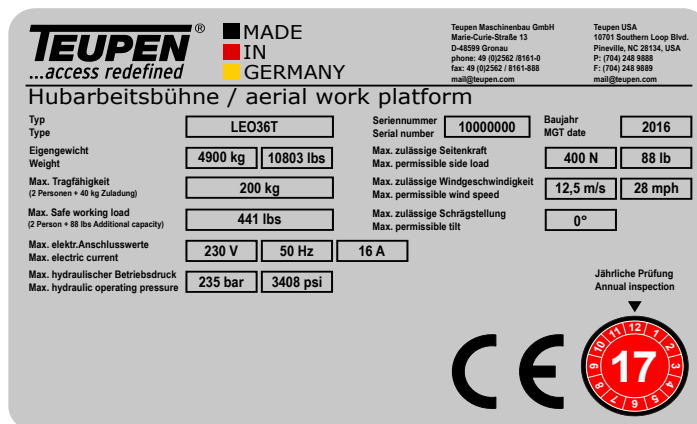 TEUPEN®
...access redefined
MADE
IN
GERMANY
Teupen Maschinenbau GmbH
Marie-Curie-Straße 13
D-48599 Gronau
phone: 49 (0)2562 /8161-0
fax: 49 (0)2562 / 8161-888
mail@teupen.com
Teupen USA
10701 Southern Loop Blvd.
Pineville, NC 28134, USA
P: (704) 248 9888
F: (704) 248 9889
mail@teupen.com
Hubarbeitsbühne / aerial work platform
Typ
Type
LEO36T
Seriennummer
Serial number
10000000
Baujahr
MGT date
2016
Eigengewicht
Weight
4900 kg 10803 lbs
Max. zulässige Seitenkraft
Max. permissible side load
400 N 88 lb
Max. Tragfähigkeit
(2 Personen + 40 kg Zuladung)
200 kg
Max. zulässige Windgeschwindigkeit
Max. permissible wind speed
12,5 m/s 28 mph
Max. Safe working load
(2 Person + 88 lbs Additional capacity)
441 lbs
Max. zulässige Schrägstellung
Max. permissible tilt
0°
Max. elektr.Anschlusswerte
Max. electric current
230 V 50 Hz 16 A
Max. hydraulischer Betriebsdruck
Max. hydraulic operating pressure
235 bar 3408 psi
Jährliche Prüfung
Annual inspection
CE
12 1 2 3 4 5 6 7 8 9 10 11
17